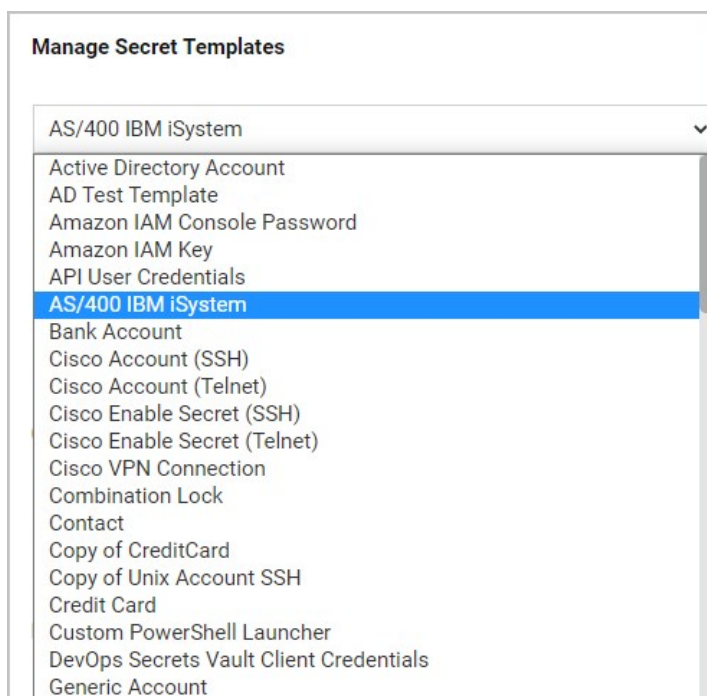 Manage Secret Templates
AS/400 IBM iSystem
Active Directory Account
AD Test Template
Amazon IAM Console Password
Amazon IAM Key
API User Credentials
AS/400 IBM iSystem
Bank Account
Cisco Account (SSH)
Cisco Account (Telnet)
Cisco Enable Secret (SSH)
Cisco Enable Secret (Telnet)
Cisco VPN Connection
Combination Lock
Contact
Copy of CreditCard
Copy of Unix Account SSH
Credit Card
Custom PowerShell Launcher
DevOps Secrets Vault Client Credentials
Generic Account